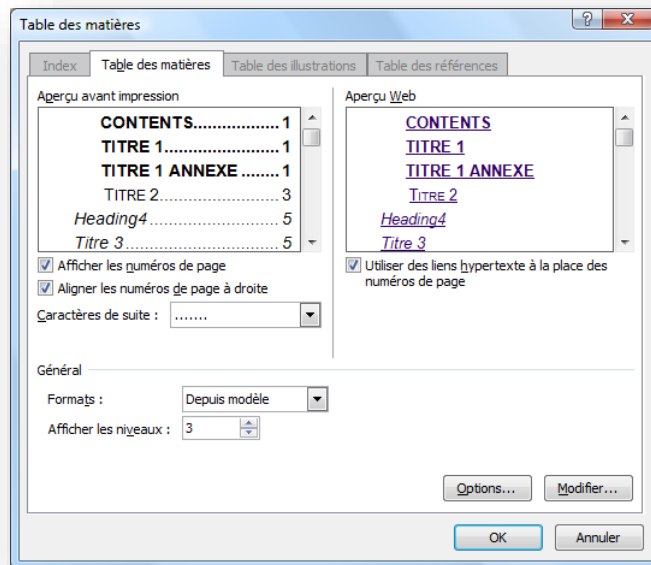 Table des matières
Index
Table des matières
Table des illustrations
Table des références
Aperçu avant impression
CONTENTS.................. 1
TITRE 1...................... 1
TITRE 1 ANNEXE ........ 1
TITRE 2...................... 3
Heading4 ...................... 5
Titre 3 ........................... 5
Afficher les numéros de page
Aligner les numéros de page à droite
Caractères de suite : .......
Aperçu Web
CONTENTS
TITRE 1
TITRE 1 ANNEXE
TITRE 2
Heading4
Titre 3
Utiliser des liens hypertexte à la place des
numéros de page
Général
Formats : Depuis modèle
Afficher les niveaux : 3
Options... Modifier...
OK Annuler